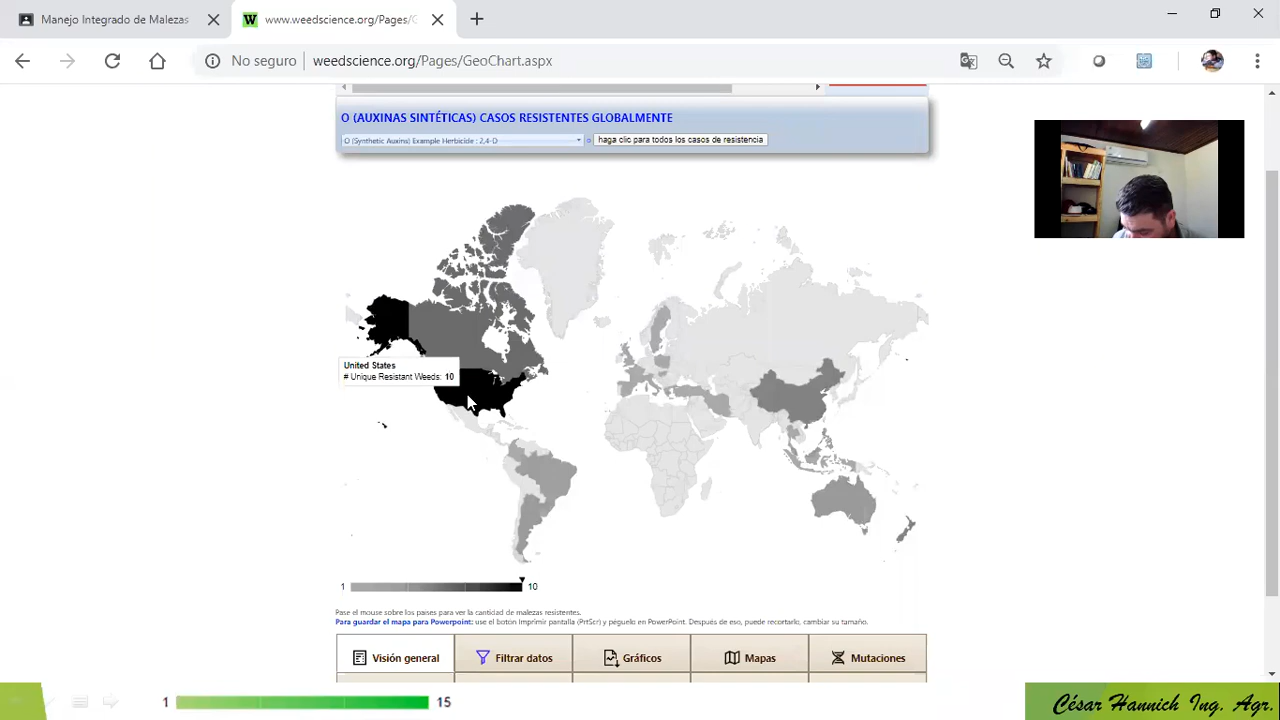 Manejo Integrado de Malezas
www.weedscience.org/Pages/G
No seguro
weedscience.org/Pages/GeoChart.aspx
O (AUXINAS SINTÉTICAS) CASOS RESISTENTES GLOBALMENTE
O (Synthetic Auxins) Example Herbicide : 2,4-D
o
haga clic para todos los casos de resistencia
United States
# Unique Resistant Weeds: 10
1
10
Pase el mouse sobre los países para ver la cantidad de malezas resistentes.
Para guardar el mapa para Powerpoint: use el botón Imprimir pantalla (PrtScr) y péguelo en PowerPoint. Después de eso, puede recortarlo, cambiar su tamaño.
Visión general
Filtrar datos
Gráficos
Mapas
Mutaciones
1
15
César Hannich Ing. Agr.